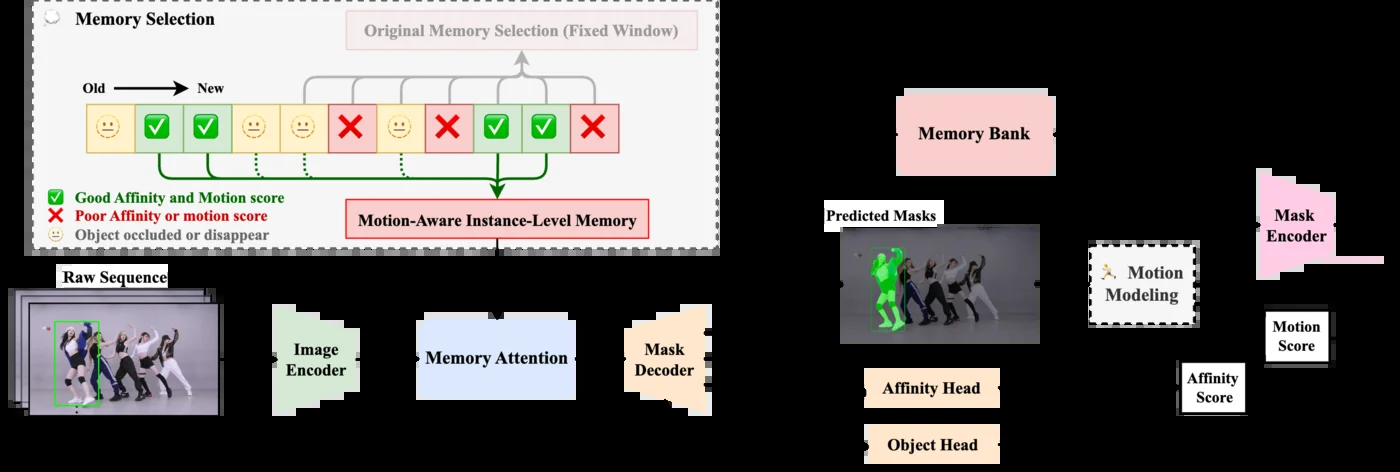 Memory Selection
Original Memory Selection (Fixed Window)
Old
New
Good Affinity and Motion score
Poor Affinity or motion score
Object occluded or disappear
Motion-Aware Instance-Level Memory
Raw Sequence
Image
Encoder
Memory Attention
Mask
Decoder
Memory Bank
Predicted Masks
Affinity Head
Object Head
Motion
Modeling
Mask
Encoder
Motion
Score
Affinity
Score